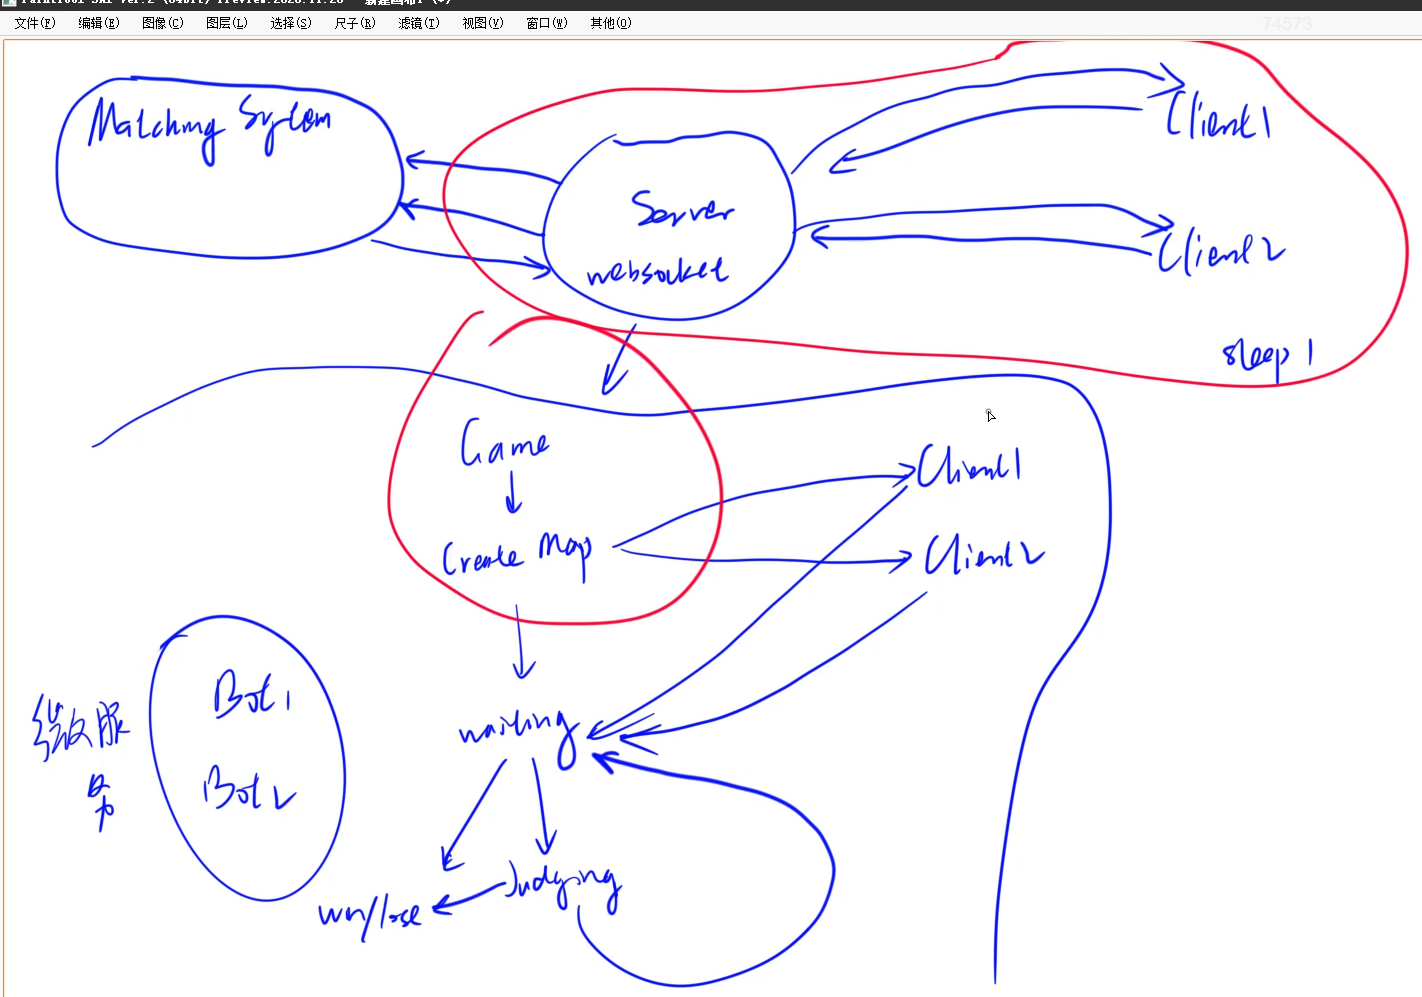 文件(F) 编辑(E) 图像(C) 图层(L) 选择(S) 尺子(R) 滤镜(T) 视图(V) 窗口(W) 其他(O)
74573
Matching System
Server
websocket
Client1
Client2
sleep 1
Game
Create Map
Client1
Client2
waiting
Judging
win/lose
微服
务
Bot1
Bot2